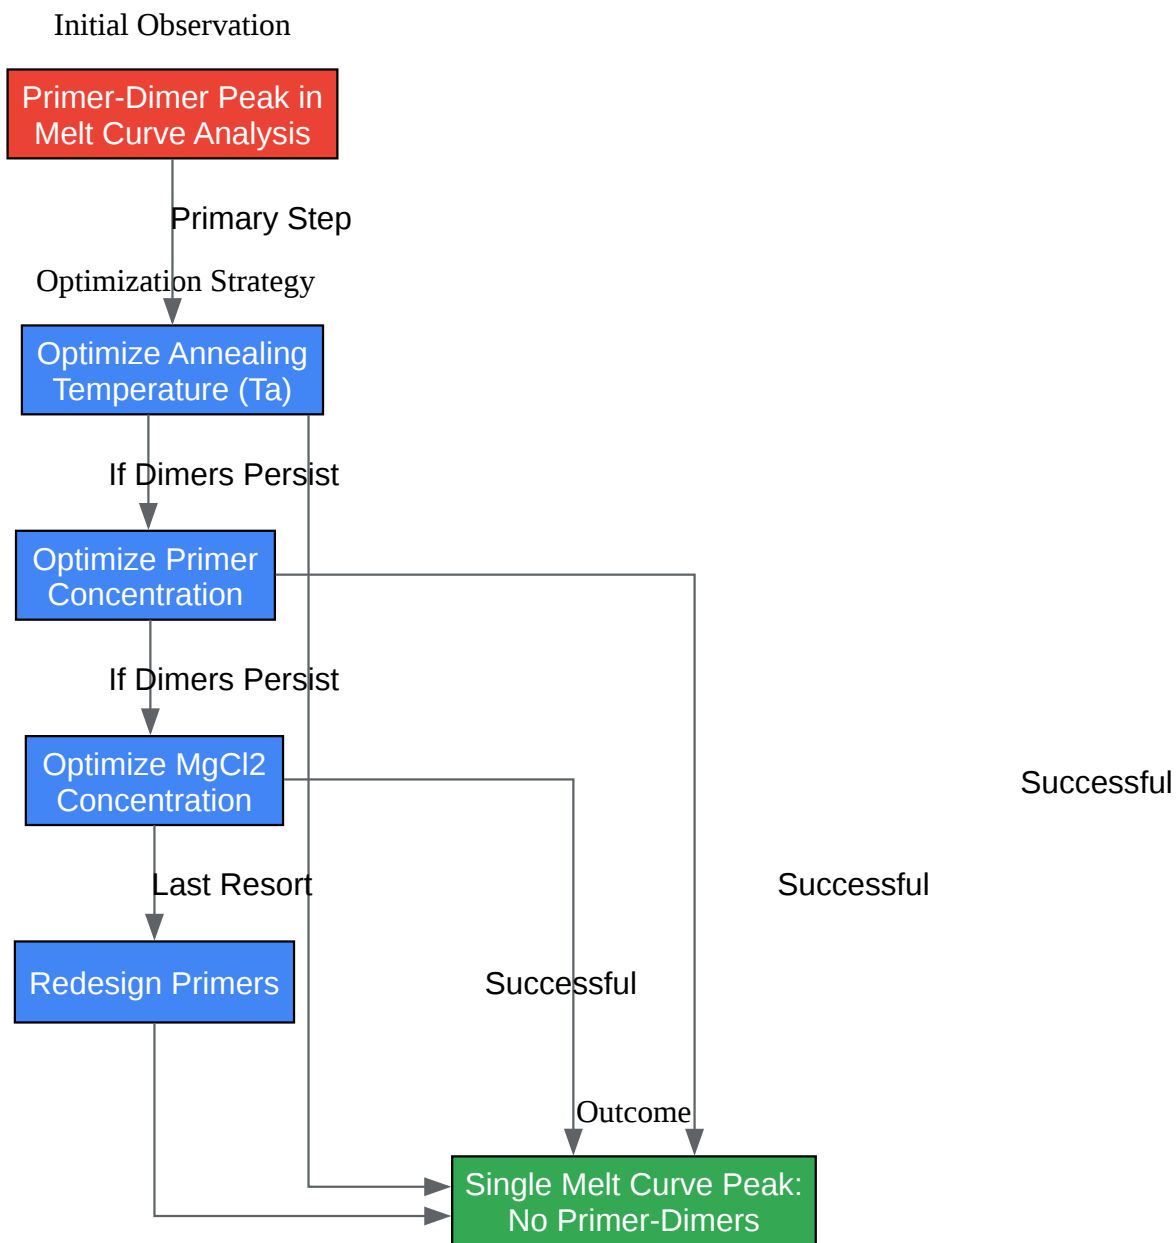 Initial Observation
Primer-Dimer Peak in
Melt Curve Analysis
Primary Step
Optimization Strategy
Optimize Annealing
Temperature (Ta)
If Dimers Persist
Optimize Primer
Concentration
If Dimers Persist
Optimize MgCl2
Concentration
Successful
Last Resort
Successful
Redesign Primers
Successful
Outcome
Single Melt Curve Peak:
No Primer-Dimers